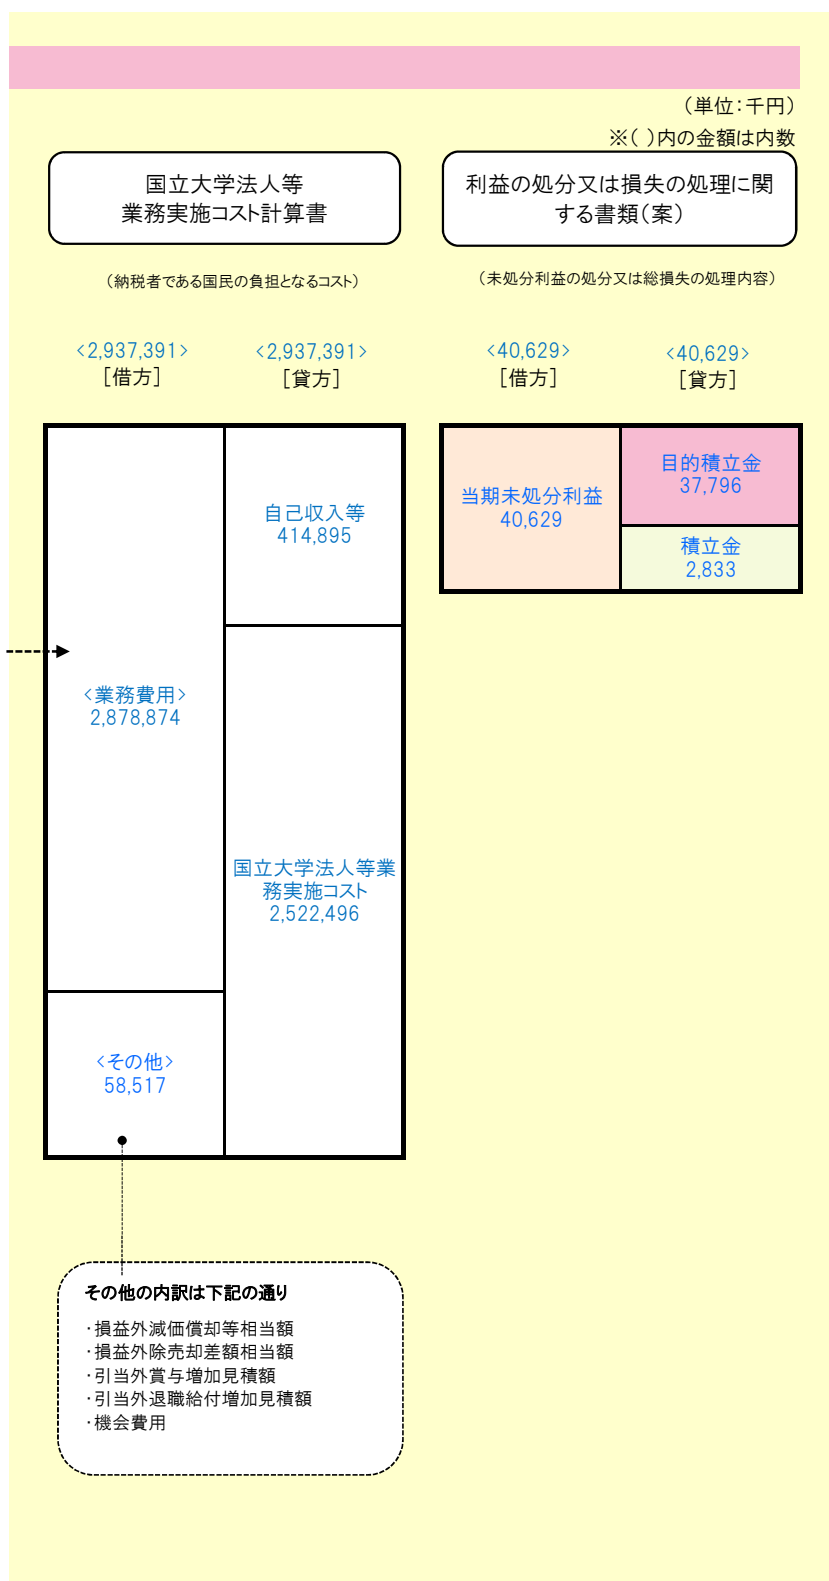 （単位：千円）
※（ ）内の金額は内数
国立大学法人等
業務実施コスト計算書
（納税者である国民の負担となるコスト）
<2,937,391>
<2,937,391>
［借方］
［貸方］
自己収入等
414,895
<業務費用>
2,878,874
国立大学法人等業
務実施コスト
2,522,496
<その他>
58,517
その他の内訳は下記の通り
・損益外減価償却等相当額
・損益外除売却差額相当額
・引当外賞与増加見積額
・引当外退職給付増加見積額
・機会費用
利益の処分又は損失の処理に関
する書類（案）
（未処分利益の処分又は総損失の処理内容）
<40,629>
<40,629>
［借方］
［貸方］
当期未処分利益
40,629
目的積立金
37,796
積立金
2,833